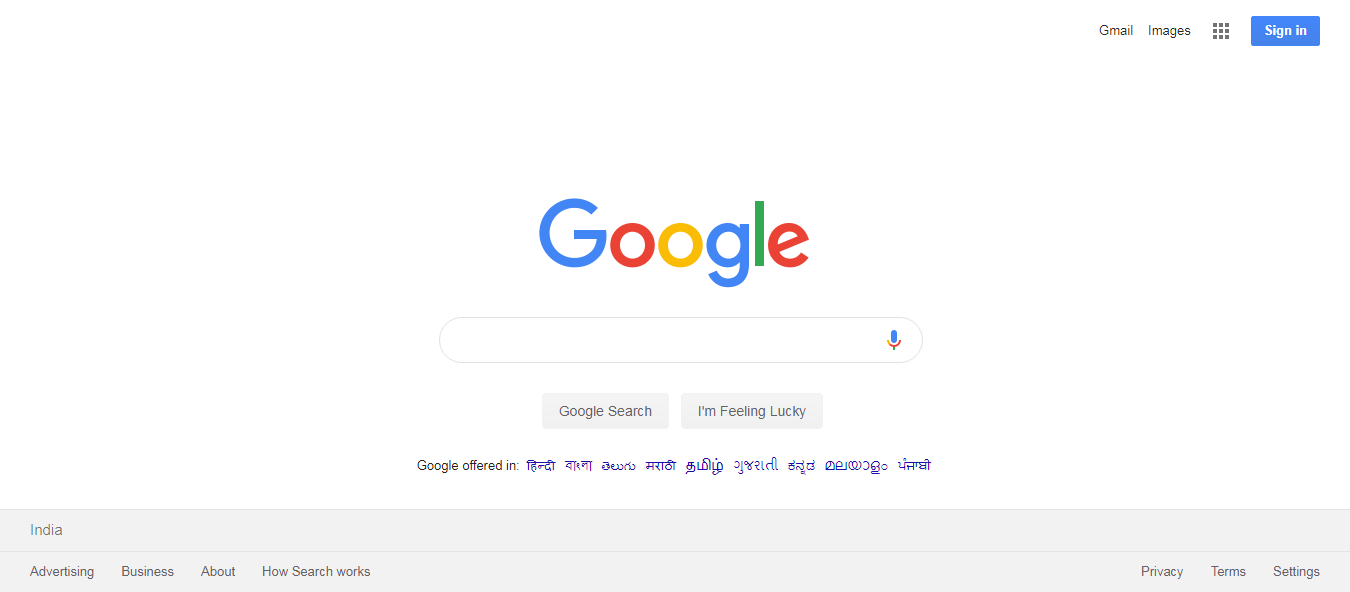 Gmail Images Sign in
Google
Google Search I'm Feeling Lucky
Google offered in: हिन्दी বাংলা తెలుగు मराठी தமிழ் ગુજરાતી ಕನ್ನಡ മലയാളം ਪੰਜਾਬੀ
India
Advertising Business About How Search works Privacy Terms Settings